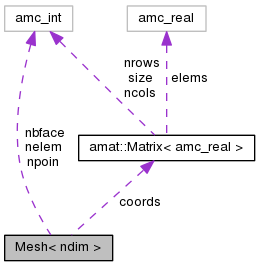 amc_int
amc_real
nrows
size
ncols
elems
amat::Matrix< amc_real >
nbface
nelem
npoin
coords
Mesh< ndim >